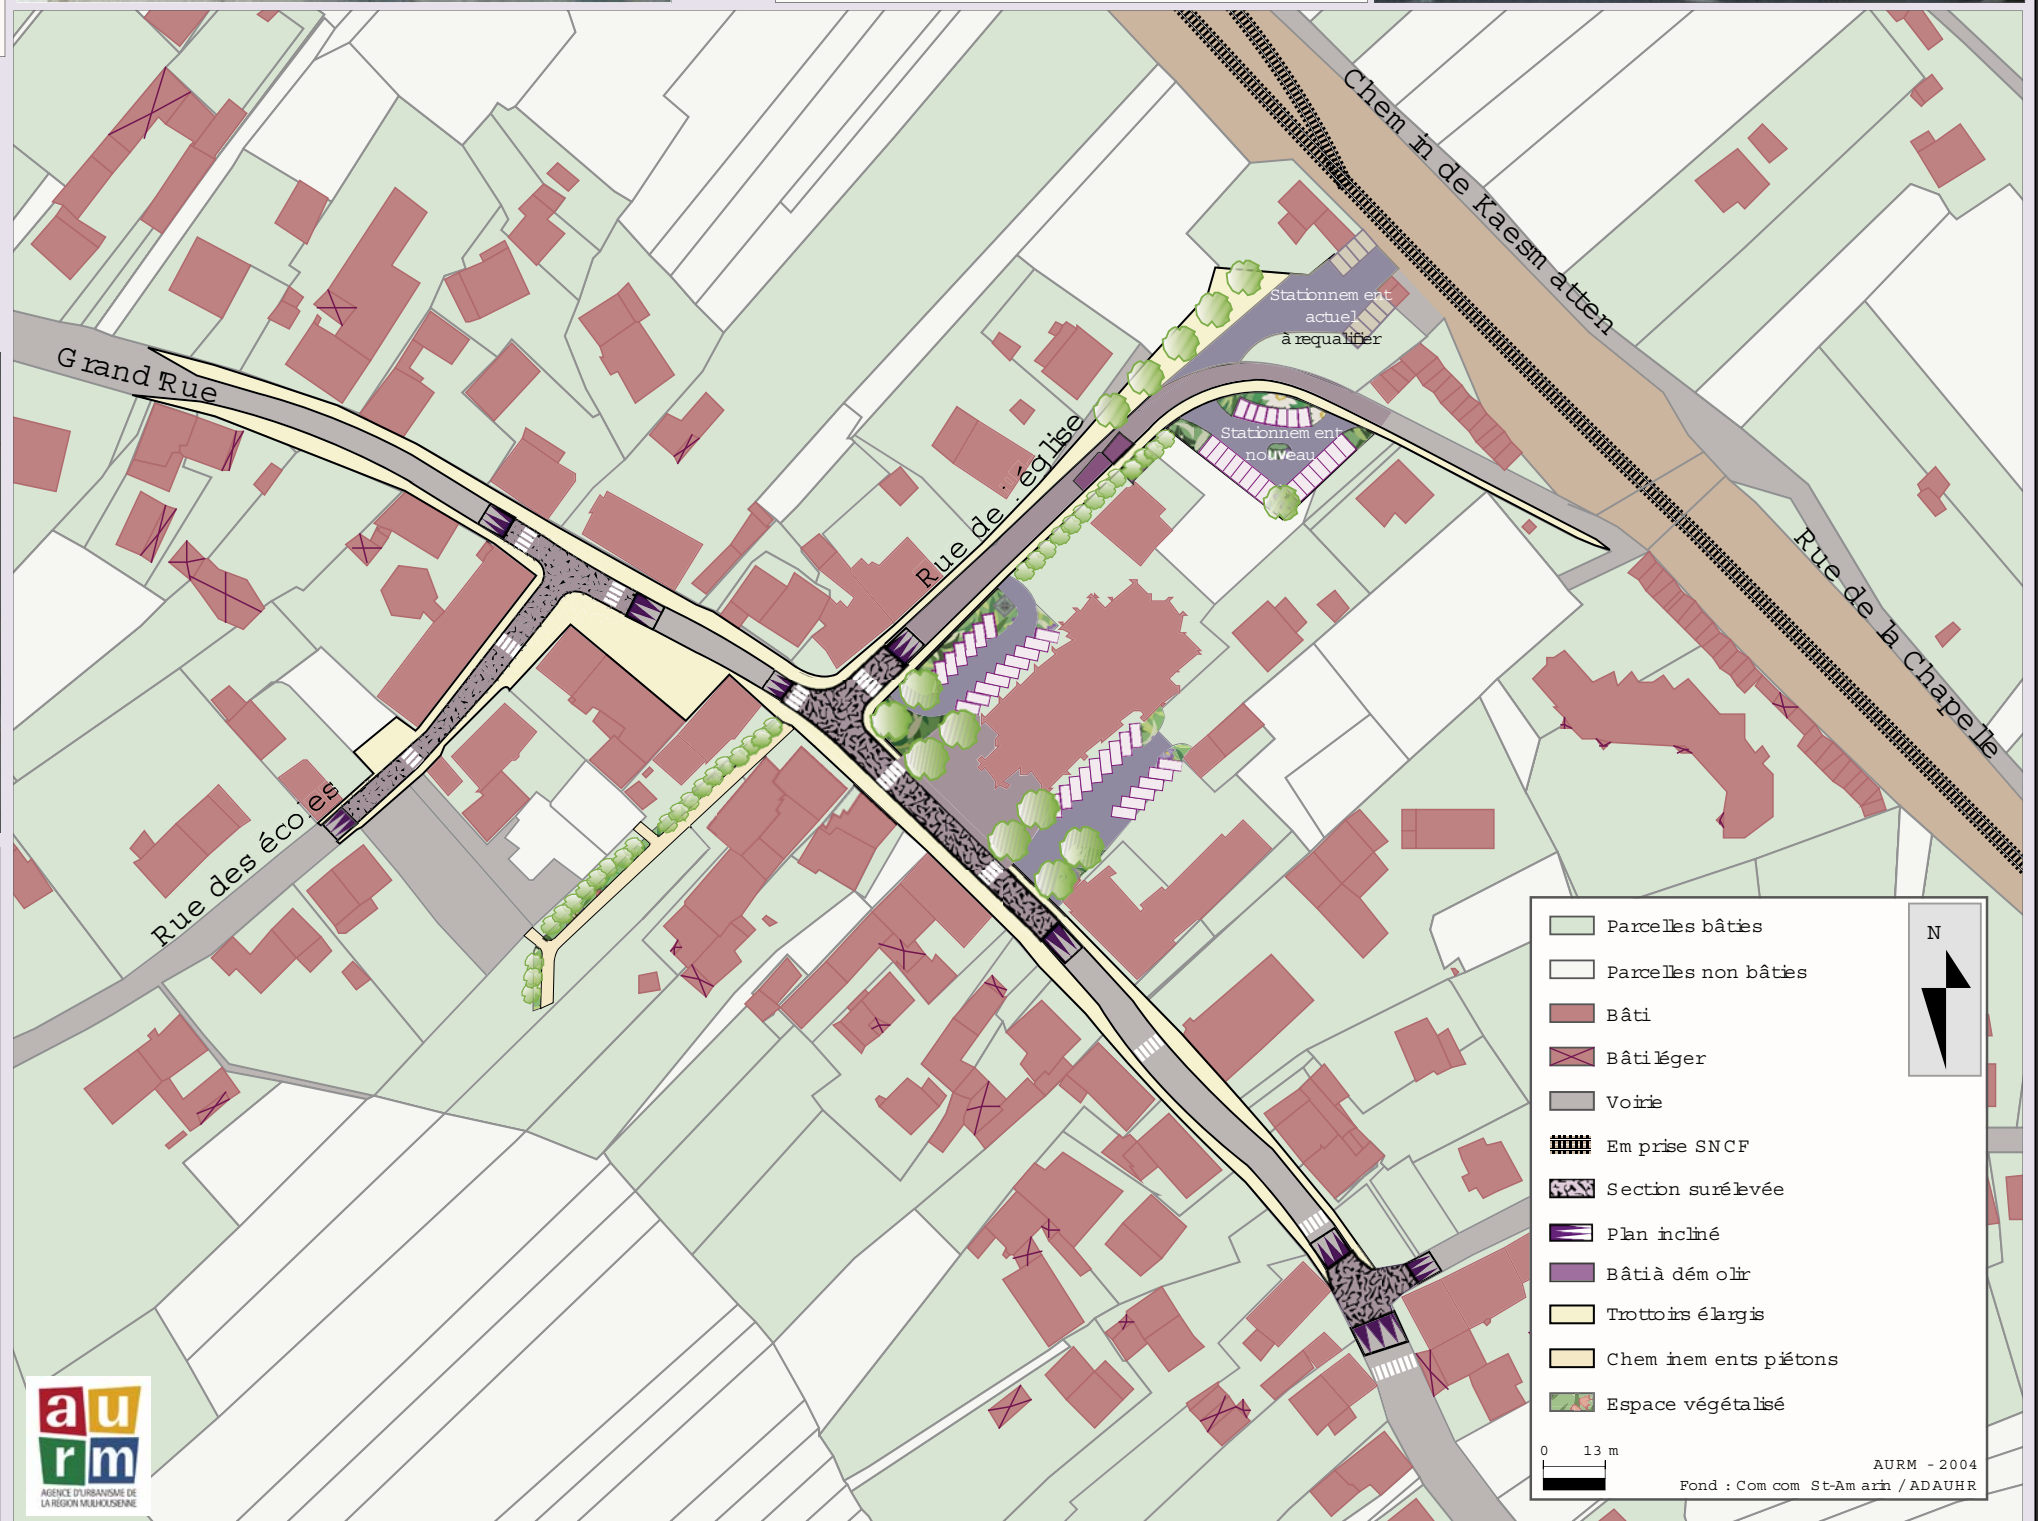 Chemin de Kaesmatten
Grand'Rue
Stationnement
actuel
à requalifier
Rue de l'église
Stationnement
nouveau
Rue de la Chapelle
Rue des écoles
N
Parcelles bâties
Parcelles non bâties
Bâti
Bâti léger
Voirie
Emprise SNCF
Section surélevée
Plan incliné
Bâti à démolir
Trottoirs élargis
Cheminements piétons
Espace végétalisé
0 13 m
AURM - 2004
Fond : Com com St-Amarin / ADAUHR
au
rm
AGENCE D'URBANISME DE
LA RÉGION MULHOUSIENNE